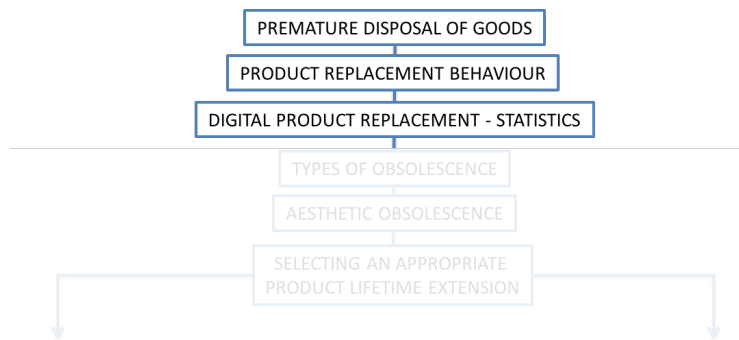 PREMATURE DISPOSAL OF GOODS
PRODUCT REPLACEMENT BEHAVIOUR
DIGITAL PRODUCT REPLACEMENT - STATISTICS
TYPES OF OBSOLESCENCE
AESTHETIC OBSOLESCENCE
SELECTING AN APPROPRIATE
PRODUCT LIFETIME EXTENSION